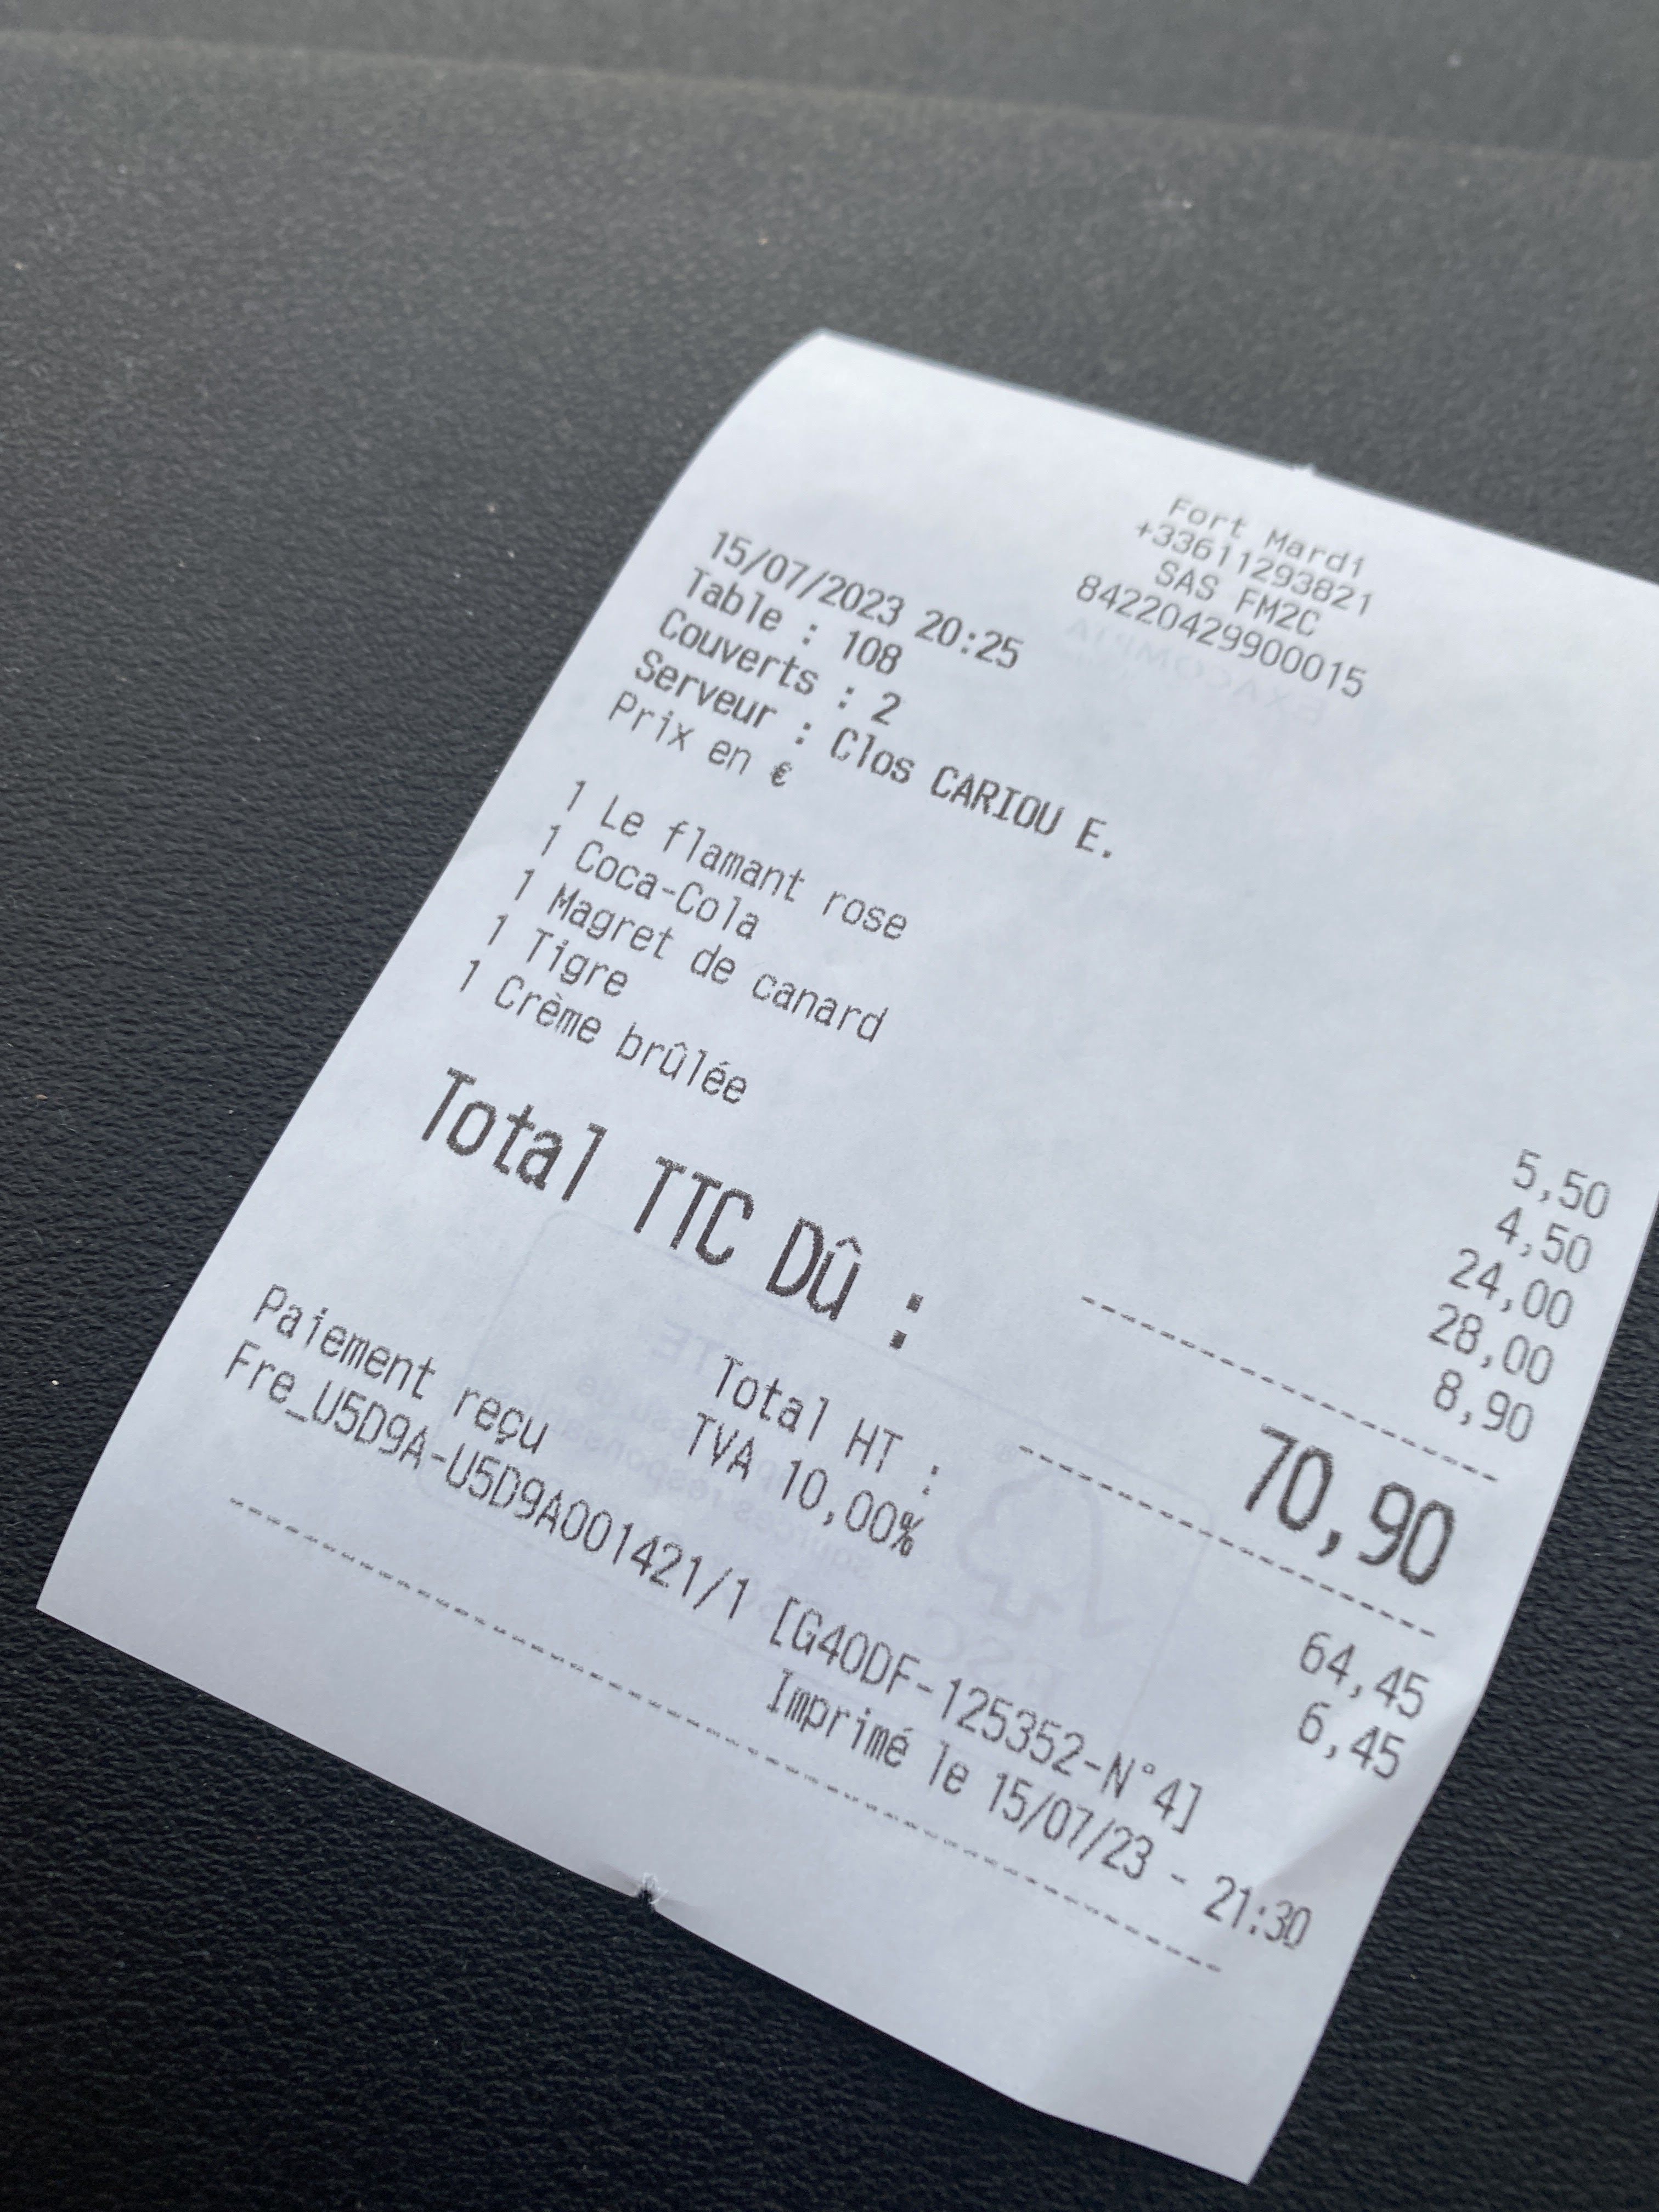 Fort Mardi
+33611293821
SAS FM2C
84220429900015
15/07/2023 20:25
Table : 108
Couverts : 2
Serveur : Clos CARIOU E.
Prix en €
1 Le flamant rose 5,50
1 Coca-Cola 4,50
1 Magret de canard 24,00
1 Tigre 28,00
1 Crème brûlée 8,90
Total TTC Dû : 70,90
Total HT : 64,45
TVA 10,00% 6,45
Paiement reçu
Fre_U5D9A-U5D9A001421/1 [G40DF-125352-N°4]
Imprimé le 15/07/23 - 21:30